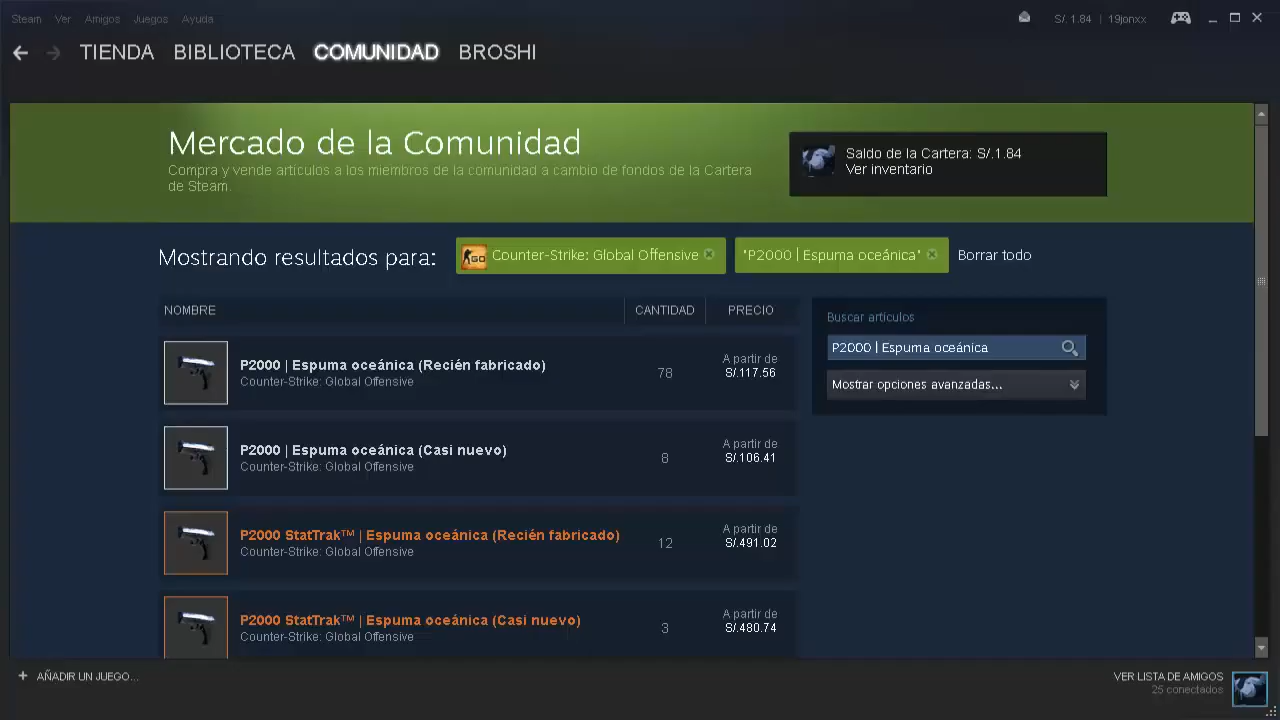 Steam Ver Amigos Juegos Ayuda S/. 1.84 | 19jonxx
TIENDA BIBLIOTECA COMUNIDAD BROSHI
Mercado de la Comunidad
Compra y vende artículos a los miembros de la comunidad a cambio de fondos de la Cartera
de Steam.
Saldo de la Cartera: S/.1.84
Ver inventario
Mostrando resultados para: GO Counter-Strike: Global Offensive "P2000 | Espuma oceánica" Borrar todo
NOMBRE CANTIDAD PRECIO
P2000 | Espuma oceánica (Recién fabricado)
Counter-Strike: Global Offensive
78
A partir de
S/.117.56
P2000 | Espuma oceánica (Casi nuevo)
Counter-Strike: Global Offensive
8
A partir de
S/.106.41
P2000 StatTrak™ | Espuma oceánica (Recién fabricado)
Counter-Strike: Global Offensive
12
A partir de
S/.491.02
P2000 StatTrak™ | Espuma oceánica (Casi nuevo)
Counter-Strike: Global Offensive
3
A partir de
S/.480.74
Buscar artículos
P2000 | Espuma oceánica
Mostrar opciones avanzadas...
+ AÑADIR UN JUEGO...
VER LISTA DE AMIGOS
25 conectados